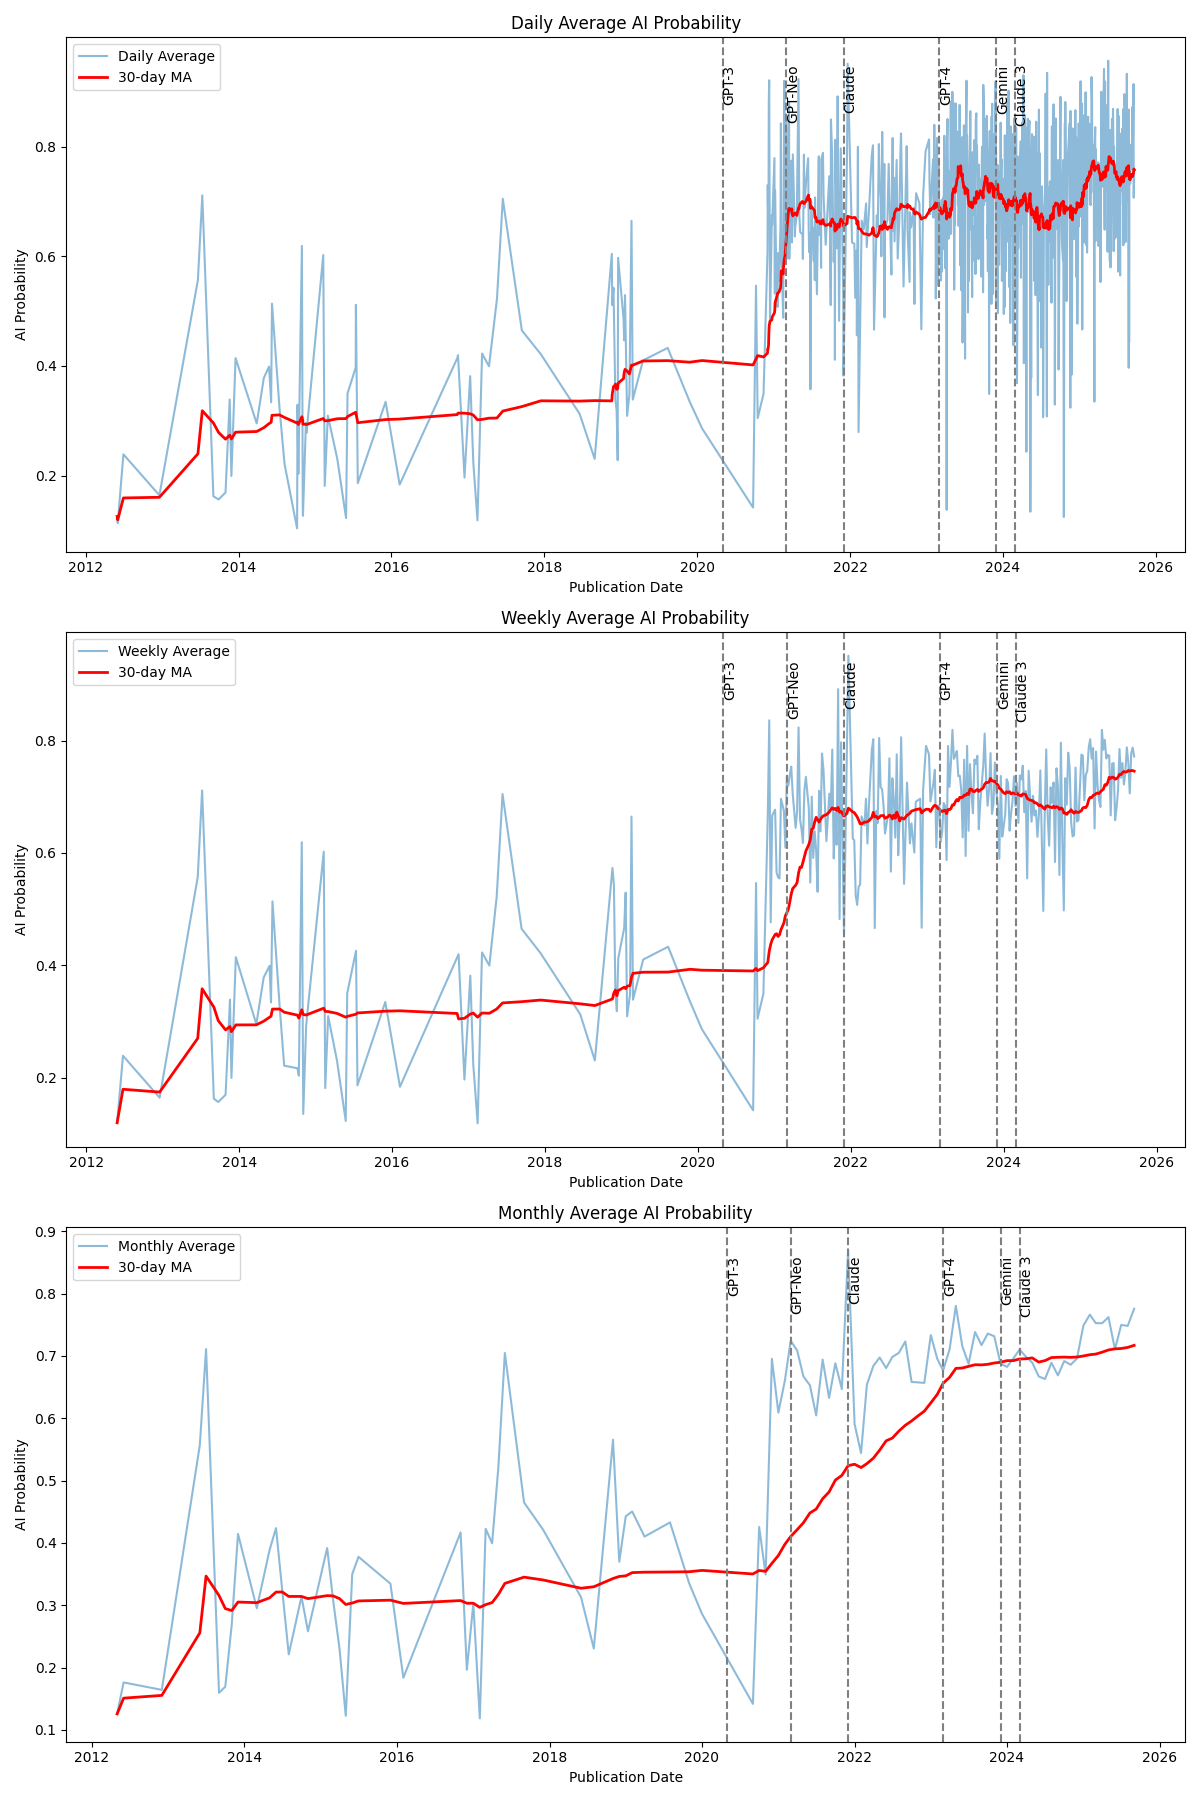 Daily Average AI Probability
Daily Average
30-day MA
GPT-3
GPT-Neo
Claude
GPT-4
Gemini
Claude 3
AI Probability
0.8
0.6
0.4
0.2
2012 2014 2016 2018 2020 2022 2024 2026
Publication Date
Weekly Average AI Probability
Weekly Average
30-day MA
GPT-3
GPT-Neo
Claude
GPT-4
Gemini
Claude 3
AI Probability
0.8
0.6
0.4
0.2
2012 2014 2016 2018 2020 2022 2024 2026
Publication Date
Monthly Average AI Probability
Monthly Average
30-day MA
GPT-3
GPT-Neo
Claude
GPT-4
Gemini
Claude 3
AI Probability
0.9
0.8
0.7
0.6
0.5
0.4
0.3
0.2
0.1
2012 2014 2016 2018 2020 2022 2024 2026
Publication Date